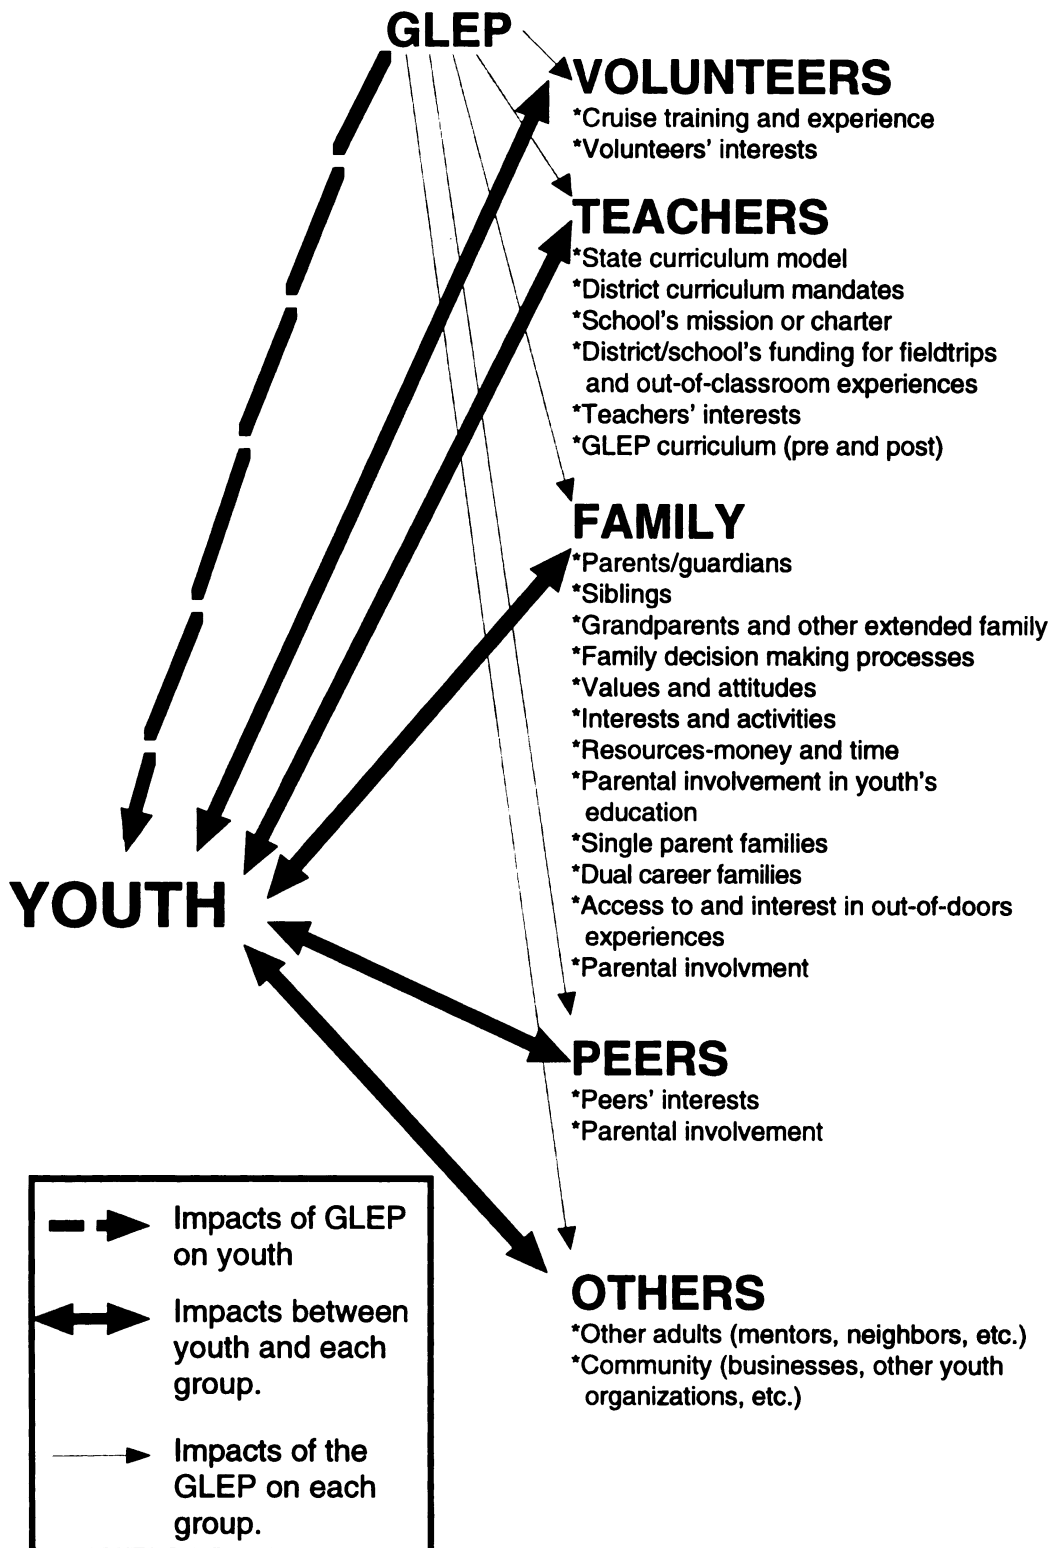 GLEP
VOLUNTEERS
*Cruise training and experience
*Volunteers' interests
TEACHERS
*State curriculum model
*District curriculum mandates
*School's mission or charter
*District/school's funding for fieldtrips
and out-of-classroom experiences
*Teachers' interests
*GLEP curriculum (pre and post)
FAMILY
*Parents/guardians
*Siblings
*Grandparents and other extended family
*Family decision making processes
*Values and attitudes
*Interests and activities
*Resources-money and time
*Parental involvement in youth's
education
*Single parent families
*Dual career families
*Access to and interest in out-of-doors
experiences
*Parental involvment
YOUTH
PEERS
*Peers' interests
*Parental involvement
OTHERS
*Other adults (mentors, neighbors, etc.)
*Community (businesses, other youth
organizations, etc.)
Impacts of GLEP
on youth
Impacts between
youth and each
group.
Impacts of the
GLEP on each
group.